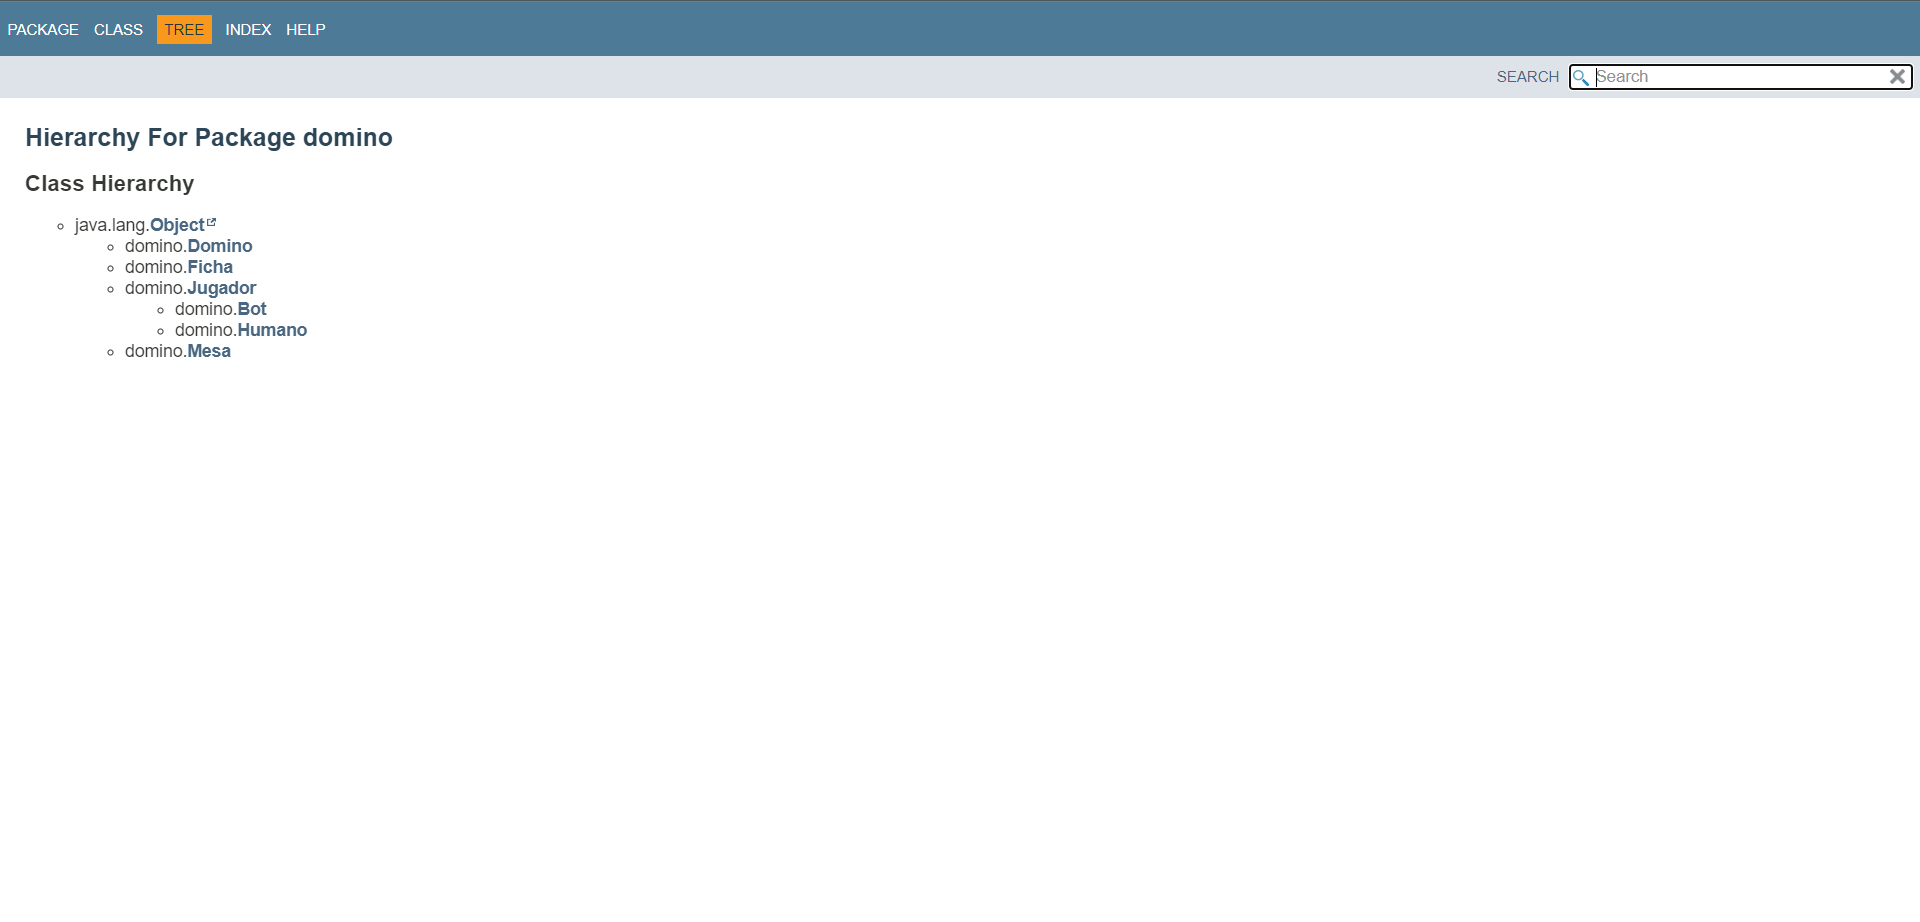 PACKAGE CLASS TREE INDEX HELP
SEARCH Search
Hierarchy For Package domino
Class Hierarchy
java.lang.Object
domino.Domino
domino.Ficha
domino.Jugador
domino.Bot
domino.Humano
domino.Mesa